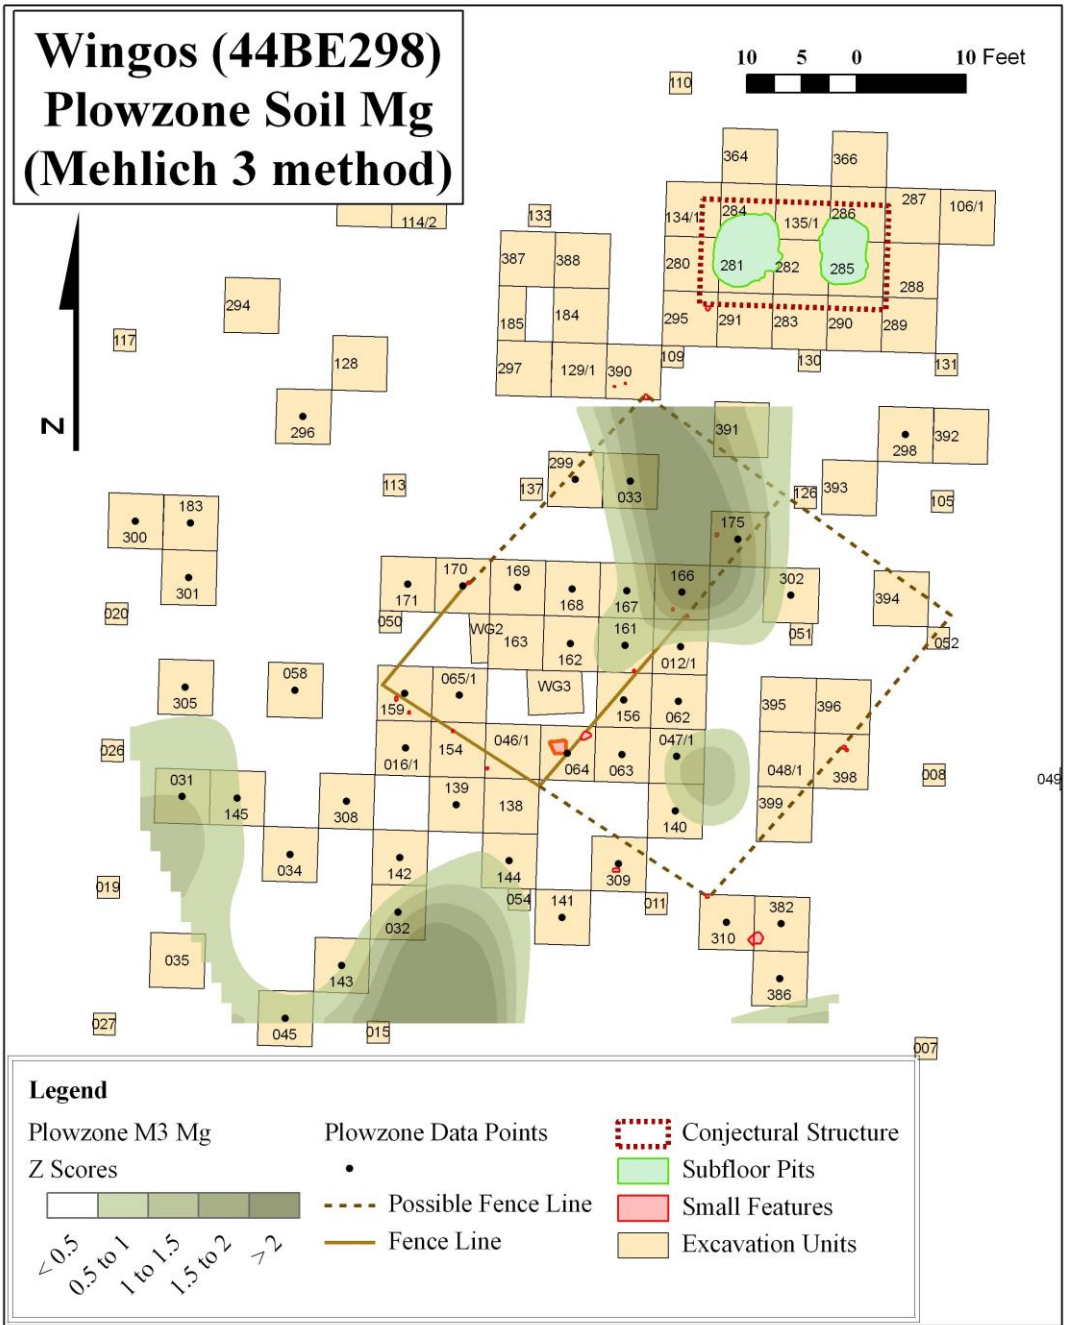 Wingos (44BE298)
Plowzone Soil Mg
(Mehlich 3 method)
10 5 0 10 Feet
110
364 366
114/2 133 134/1 284 135/1 286 287 106/1
387 388 280 281 282 285 288
294 185 184 295 291 283 290 289
117 128 297 129/1 390 109 130 131
N
296 391 298 392
299 113 137 033 126 393 105
300 183 175
301 171 170 169 168 167 166 302 394
020 050 WG2 163 162 161 012/1 051 052
305 058 159 065/1 WG3 156 062 395 396
026 016/1 154 046/1 064 063 047/1 048/1 398 008 049
031 145 308 139 138 140 399
034 142 144 309
019 032 054 141 011 310 382
035 143 386
027 045 015 007
Legend
Plowzone M3 Mg
Z Scores
< 0.5
0.5 to 1
1 to 1.5
1.5 to 2
> 2
Plowzone Data Points
Possible Fence Line
Fence Line
Conjectural Structure
Subfloor Pits
Small Features
Excavation Units